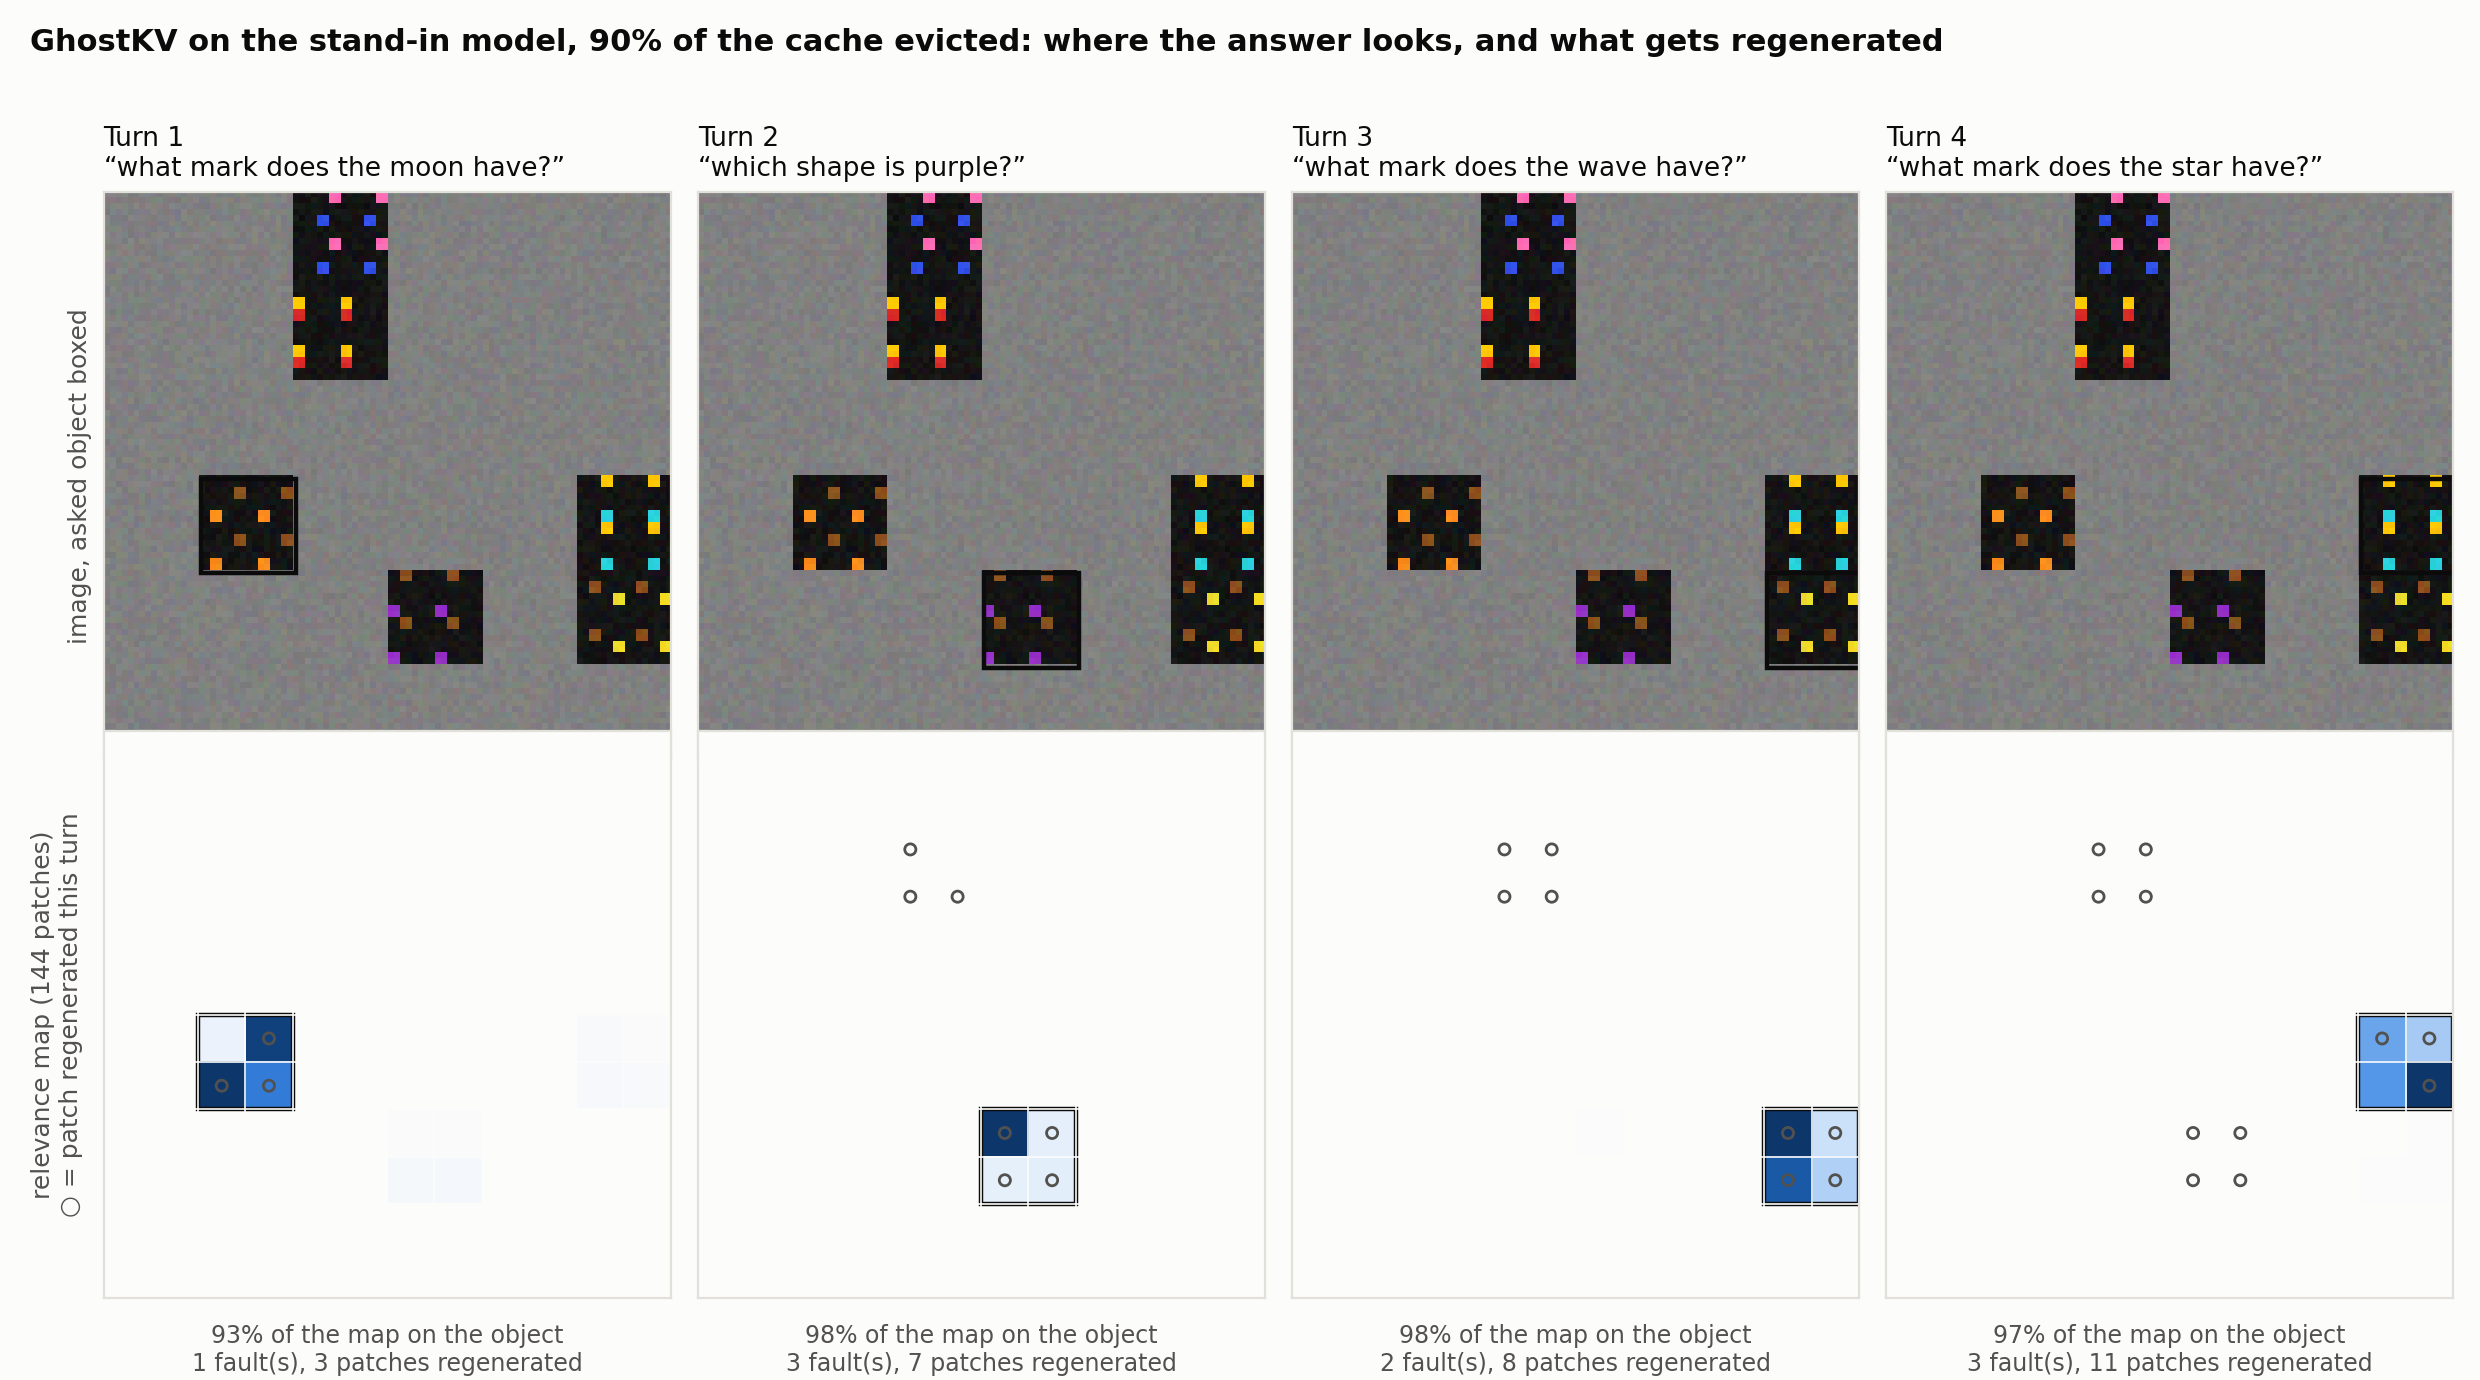 GhostKV on the stand-in model, 90% of the cache evicted: where the answer looks, and what gets regenerated
Turn 1
“what mark does the moon have?”
Turn 2
“which shape is purple?”
Turn 3
“what mark does the wave have?”
Turn 4
“what mark does the star have?”
image, asked object boxed
relevance map (144 patches)
○ = patch regenerated this turn
93% of the map on the object
1 fault(s), 3 patches regenerated
98% of the map on the object
3 fault(s), 7 patches regenerated
98% of the map on the object
2 fault(s), 8 patches regenerated
97% of the map on the object
3 fault(s), 11 patches regenerated